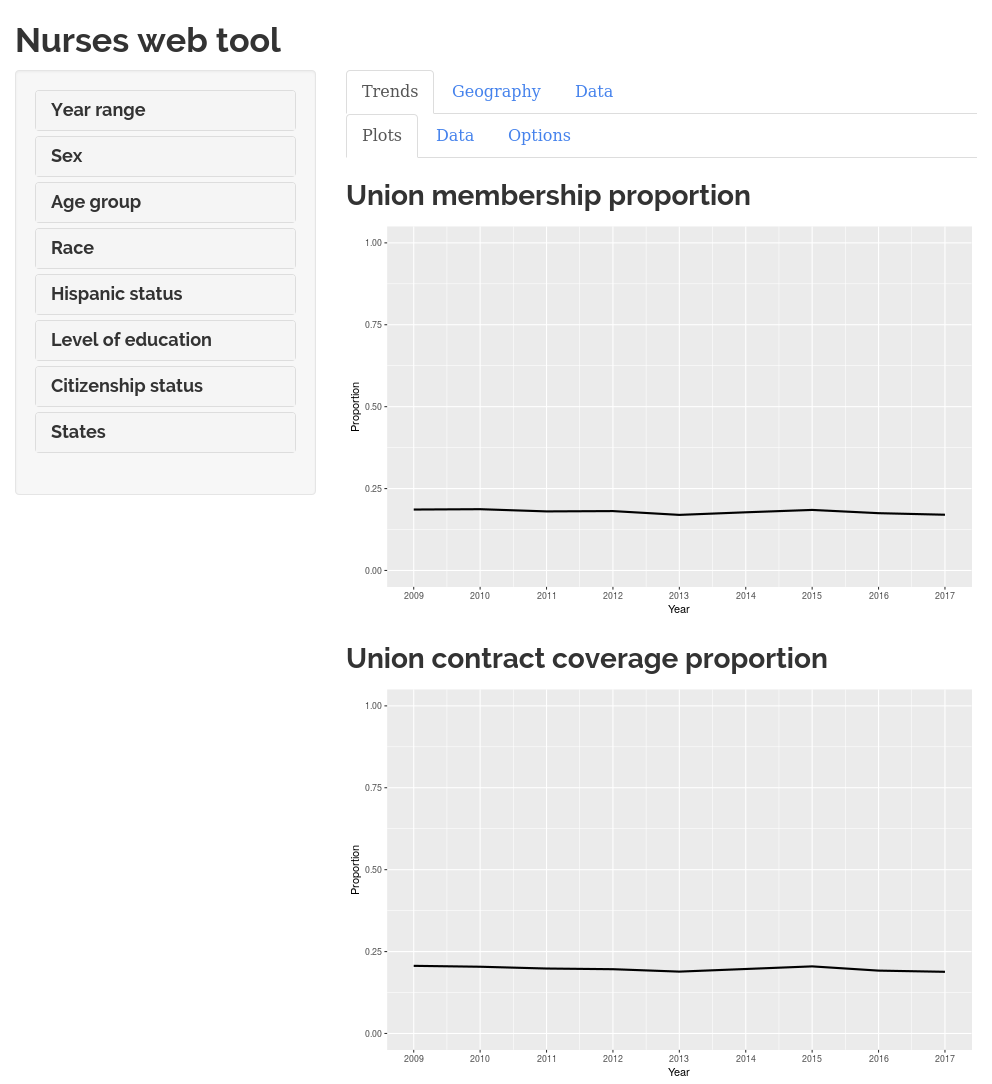 Nurses web tool
Year range
Sex
Age group
Race
Hispanic status
Level of education
Citizenship status
States
Trends Geography Data
Plots Data Options
Union membership proportion
1.00
0.75
0.50
0.25
0.00
Proportion
2009 2010 2011 2012 2013 2014 2015 2016 2017
Year
Union contract coverage proportion
1.00
0.75
0.50
0.25
0.00
Proportion
2009 2010 2011 2012 2013 2014 2015 2016 2017
Year